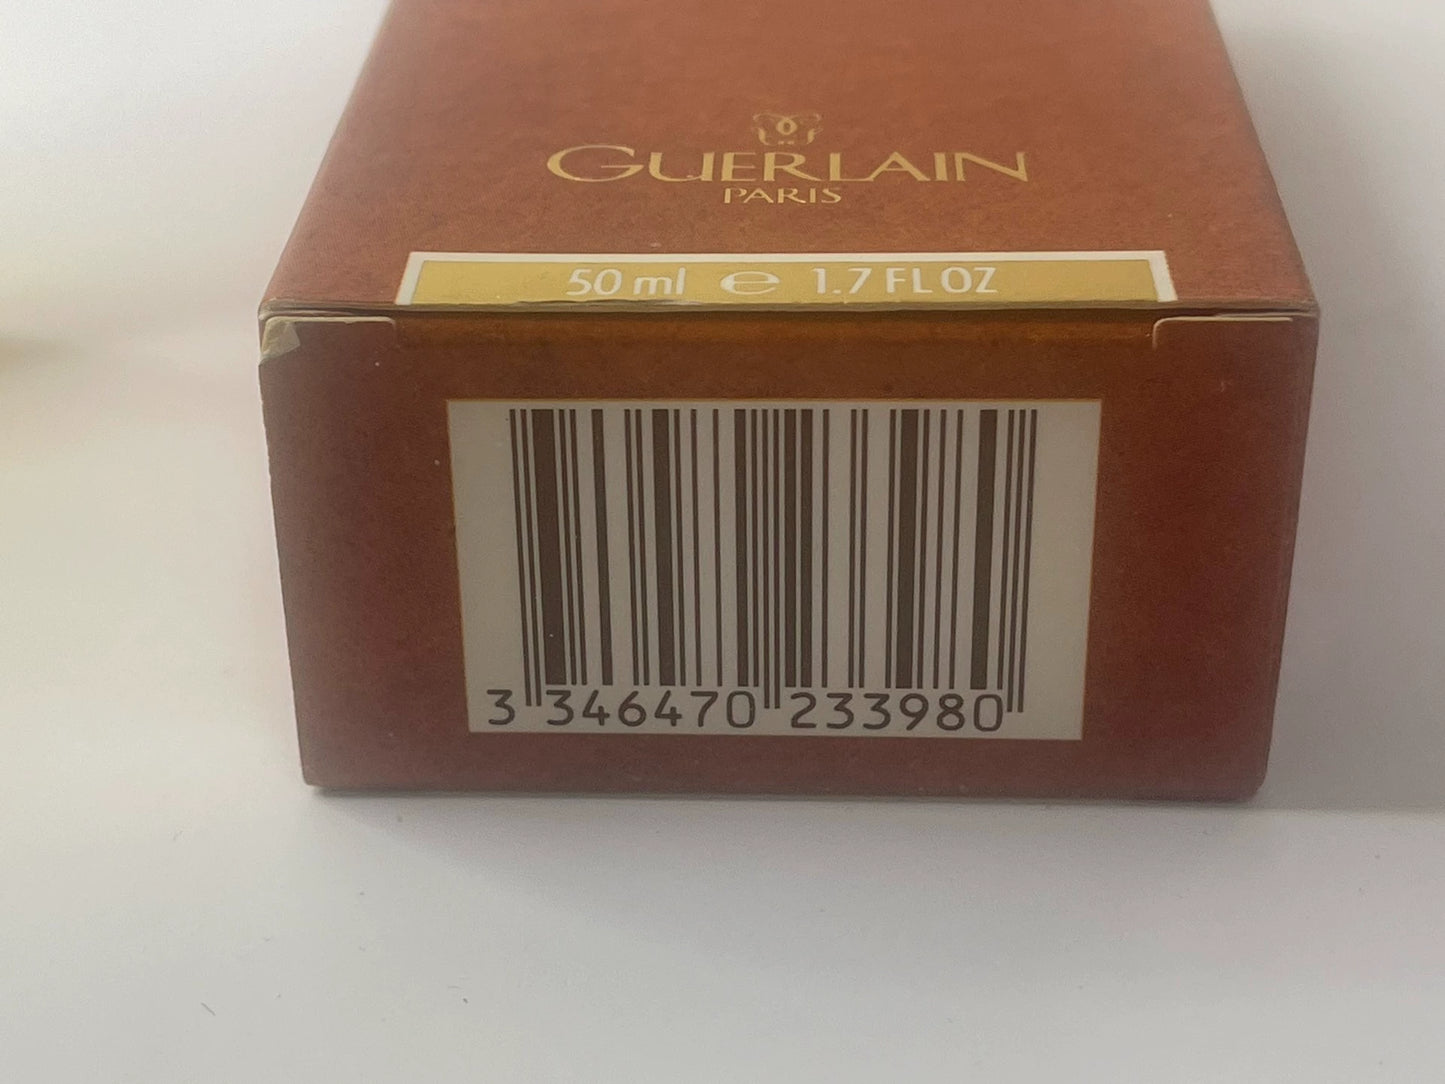 GUERLAIN
PARIS
50 ml ℮ 1.7 FL OZ
3 346470 233980